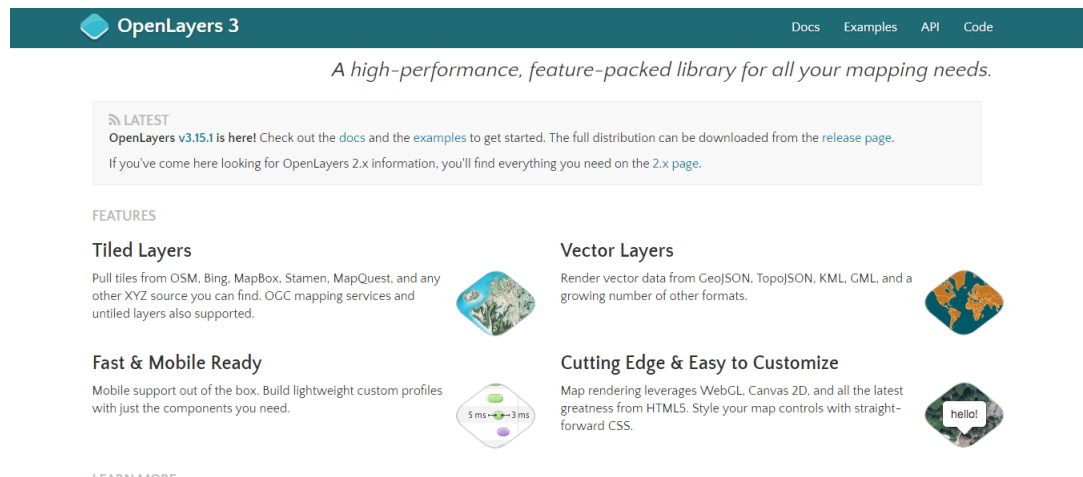 OpenLayers 3
Docs Examples API Code
A high-performance, feature-packed library for all your mapping needs.
LATEST
OpenLayers v3.15.1 is here! Check out the docs and the examples to get started. The full distribution can be downloaded from the release page.
If you've come here looking for OpenLayers 2.x information, you'll find everything you need on the 2.x page.
FEATURES
Tiled Layers
Pull tiles from OSM, Bing, MapBox, Stamen, MapQuest, and any
other XYZ source you can find. OGC mapping services and
untiled layers also supported.
Vector Layers
Render vector data from GeoJSON, TopoJSON, KML, GML, and a
growing number of other formats.
Fast & Mobile Ready
Mobile support out of the box. Build lightweight custom profiles
with just the components you need.
5 ms 3 ms
Cutting Edge & Easy to Customize
Map rendering leverages WebGL, Canvas 2D, and all the latest
greatness from HTML5. Style your map controls with straight-
forward CSS.
hello!
LEARN MORE